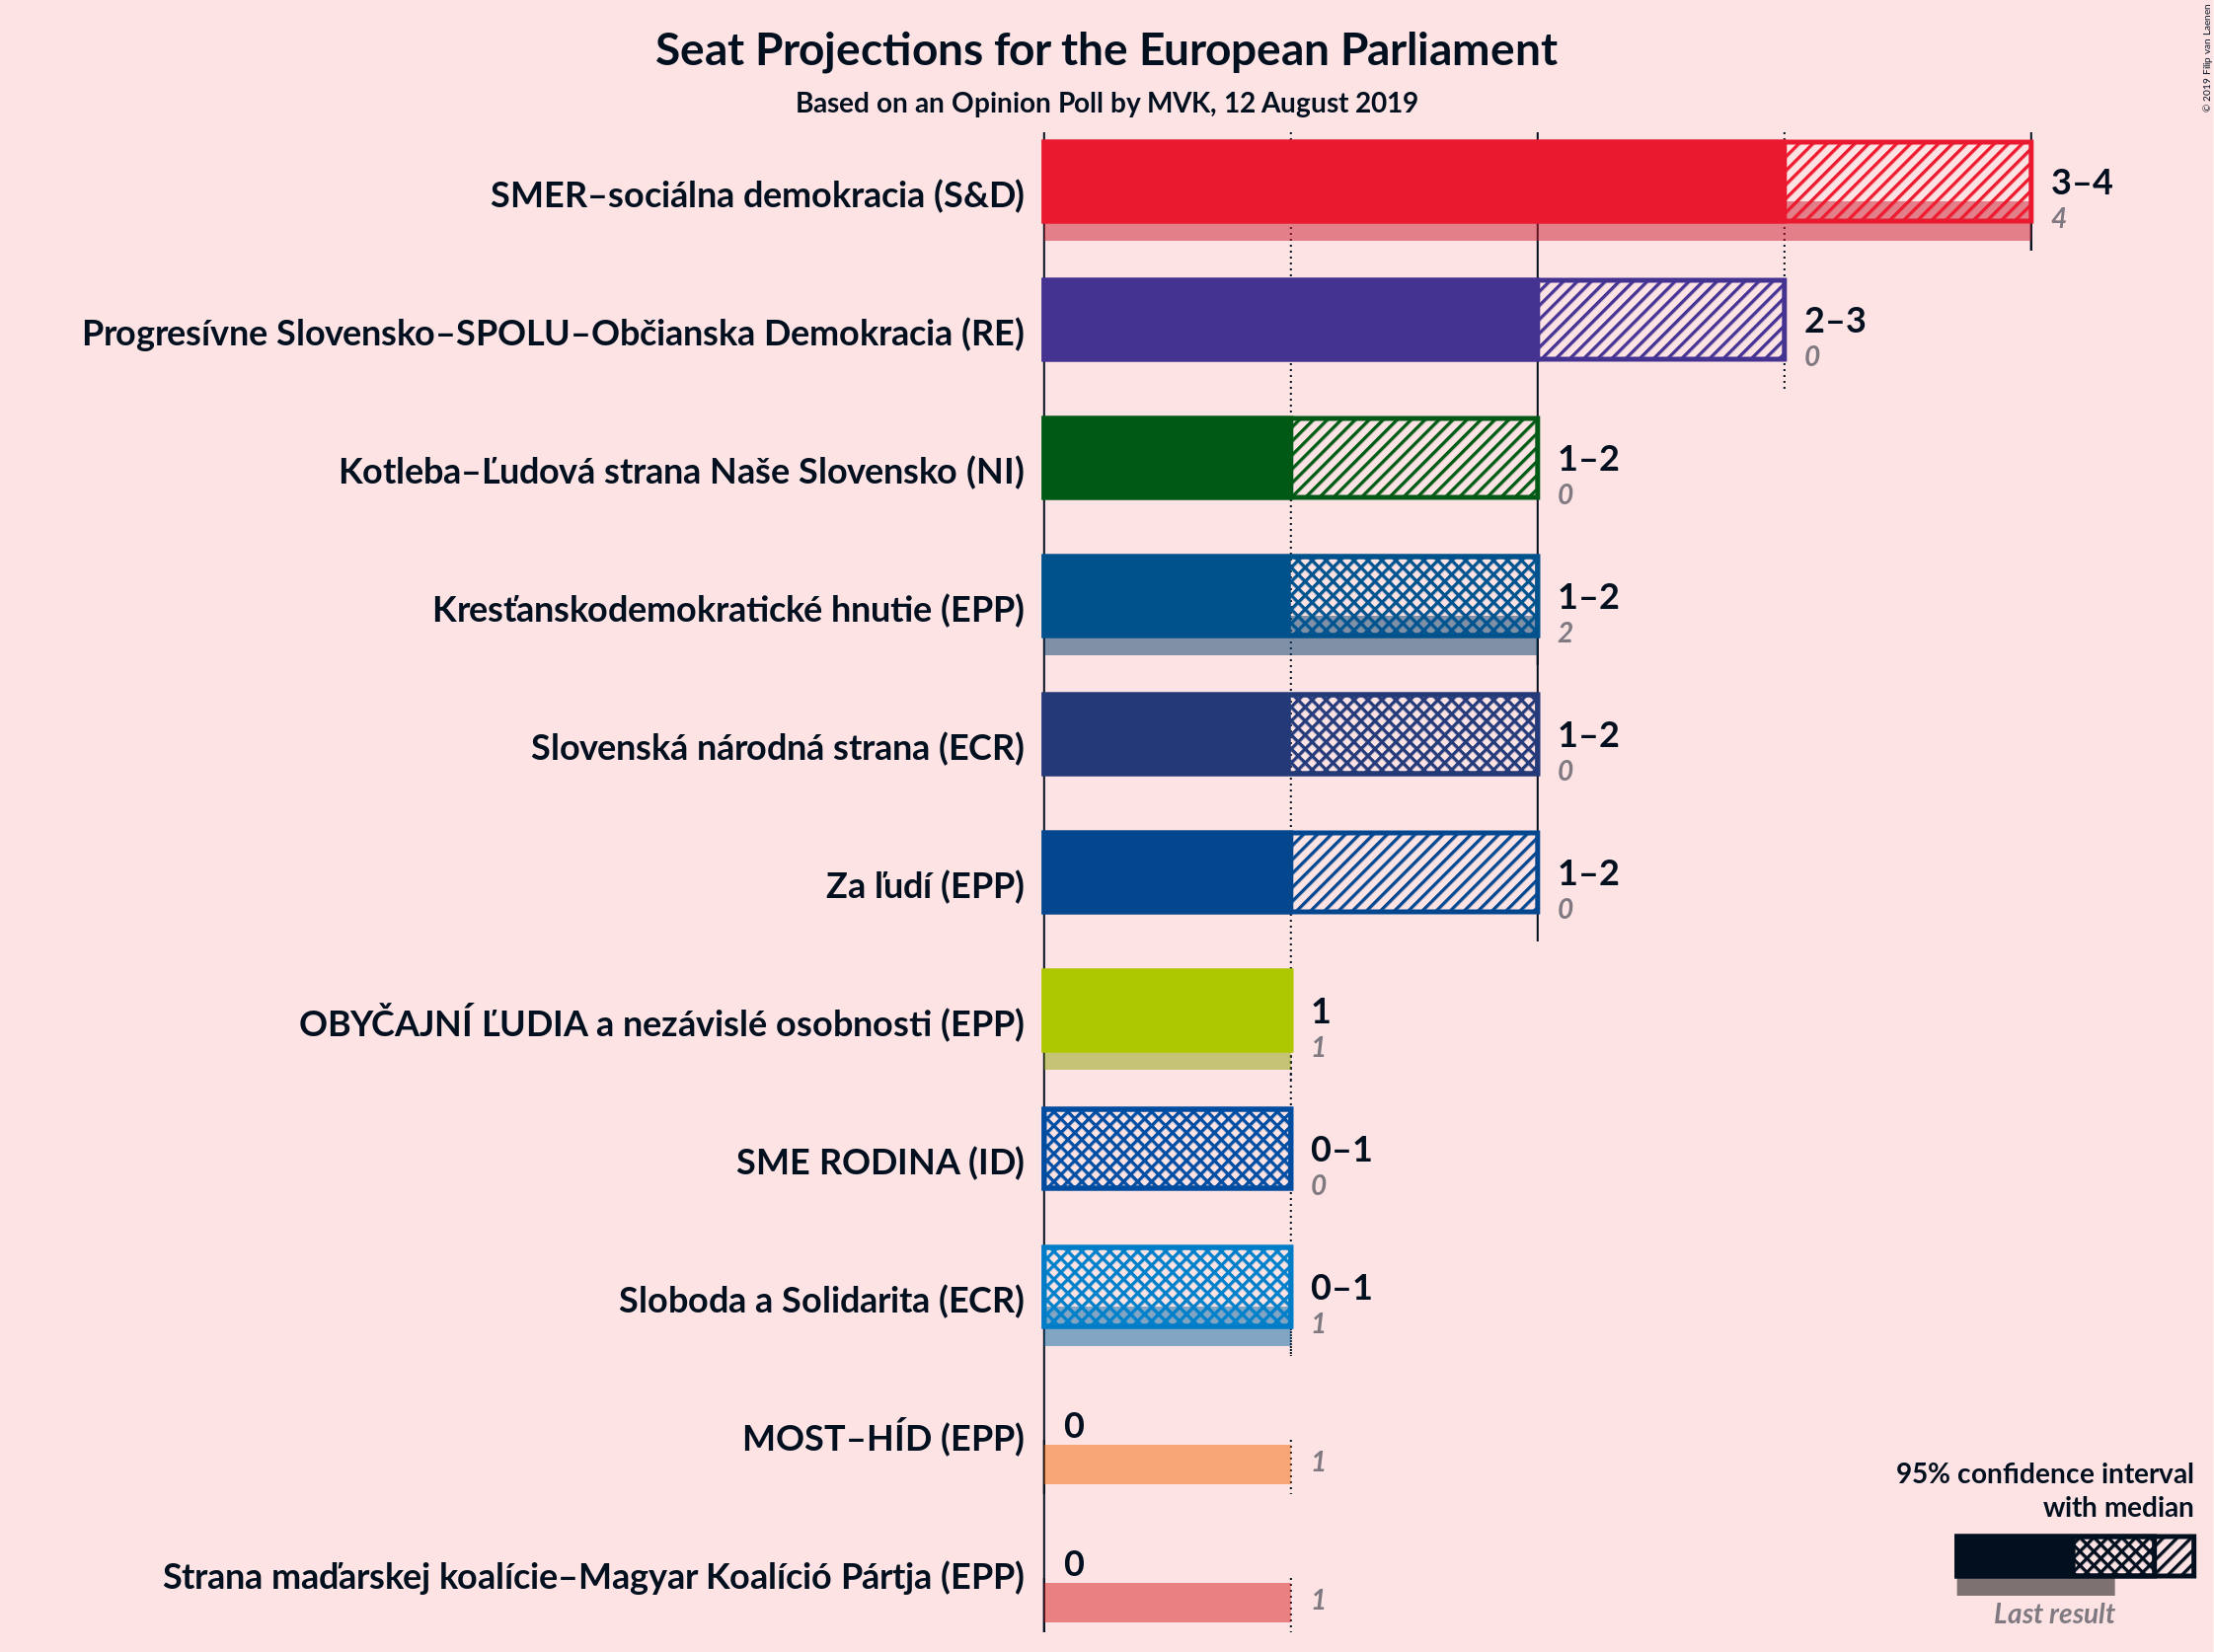 Seat Projections for the European Parliament
Based on an Opinion Poll by MVK, 12 August 2019
© 2019 Filip van Laenen
SMER–sociálna demokracia (S&D)
3–4
4
Progresívne Slovensko–SPOLU–Občianska Demokracia (RE)
2–3
0
Kotleba–Ľudová strana Naše Slovensko (NI)
1–2
0
Kresťanskodemokratické hnutie (EPP)
1–2
2
Slovenská národná strana (ECR)
1–2
0
Za ľudí (EPP)
1–2
0
OBYČAJNÍ ĽUDIA a nezávislé osobnosti (EPP)
1
1
SME RODINA (ID)
0–1
0
Sloboda a Solidarita (ECR)
0–1
1
MOST–HÍD (EPP)
0
1
Strana maďarskej koalície–Magyar Koalíció Pártja (EPP)
0
1
95% confidence interval
with median
Last result